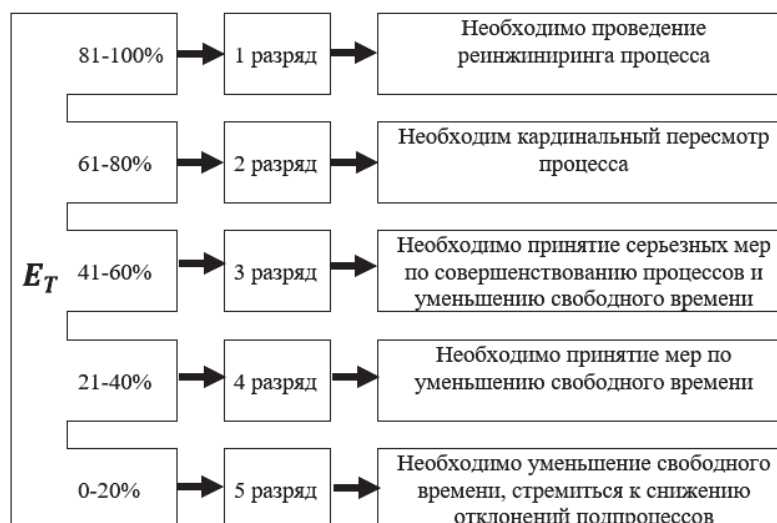 81-100%
1 разряд
Необходимо проведение
реинжиниринга процесса
61-80%
2 разряд
Необходим кардинальный пересмотр
процесса
E_T
41-60%
3 разряд
Необходимо принятие серьезных мер
по совершенствованию процессов и
уменьшению свободного времени
21-40%
4 разряд
Необходимо принятие мер по
уменьшению свободного времени
0-20%
5 разряд
Необходимо уменьшение свободного
времени, стремиться к снижению
отклонений подпроцессов